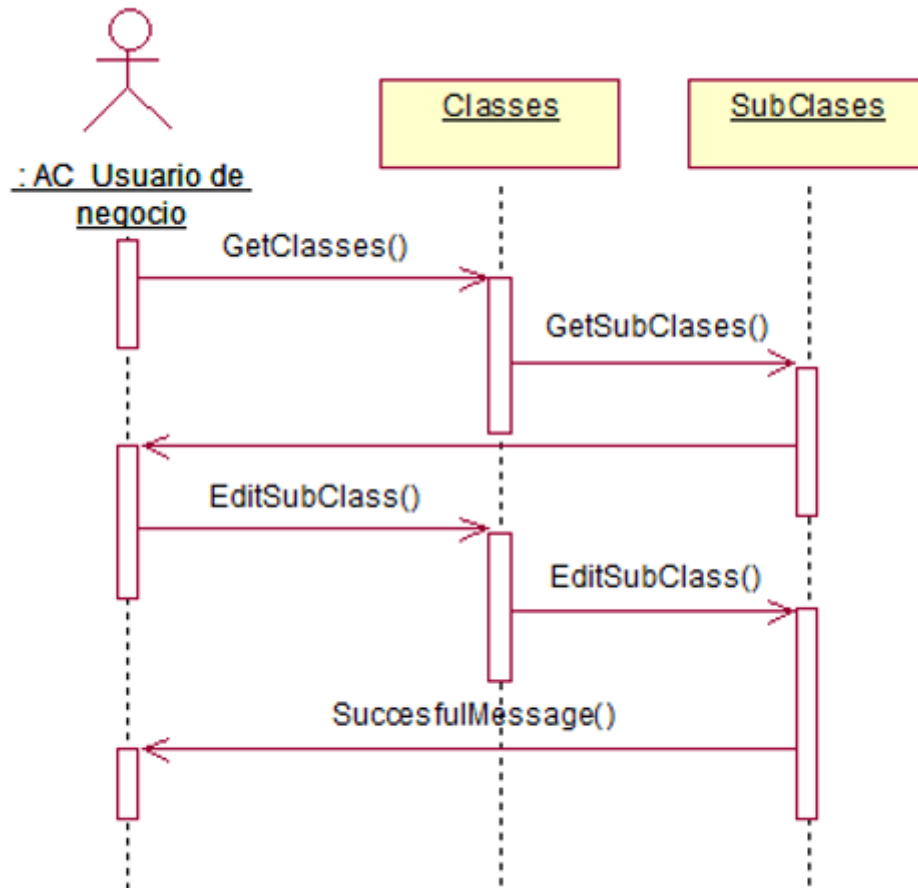 Classes
SubClases
: AC_Usuario de
negocio
GetClasses()
GetSubClases()
EditSubClass()
EditSubClass()
SuccesfulMessage()